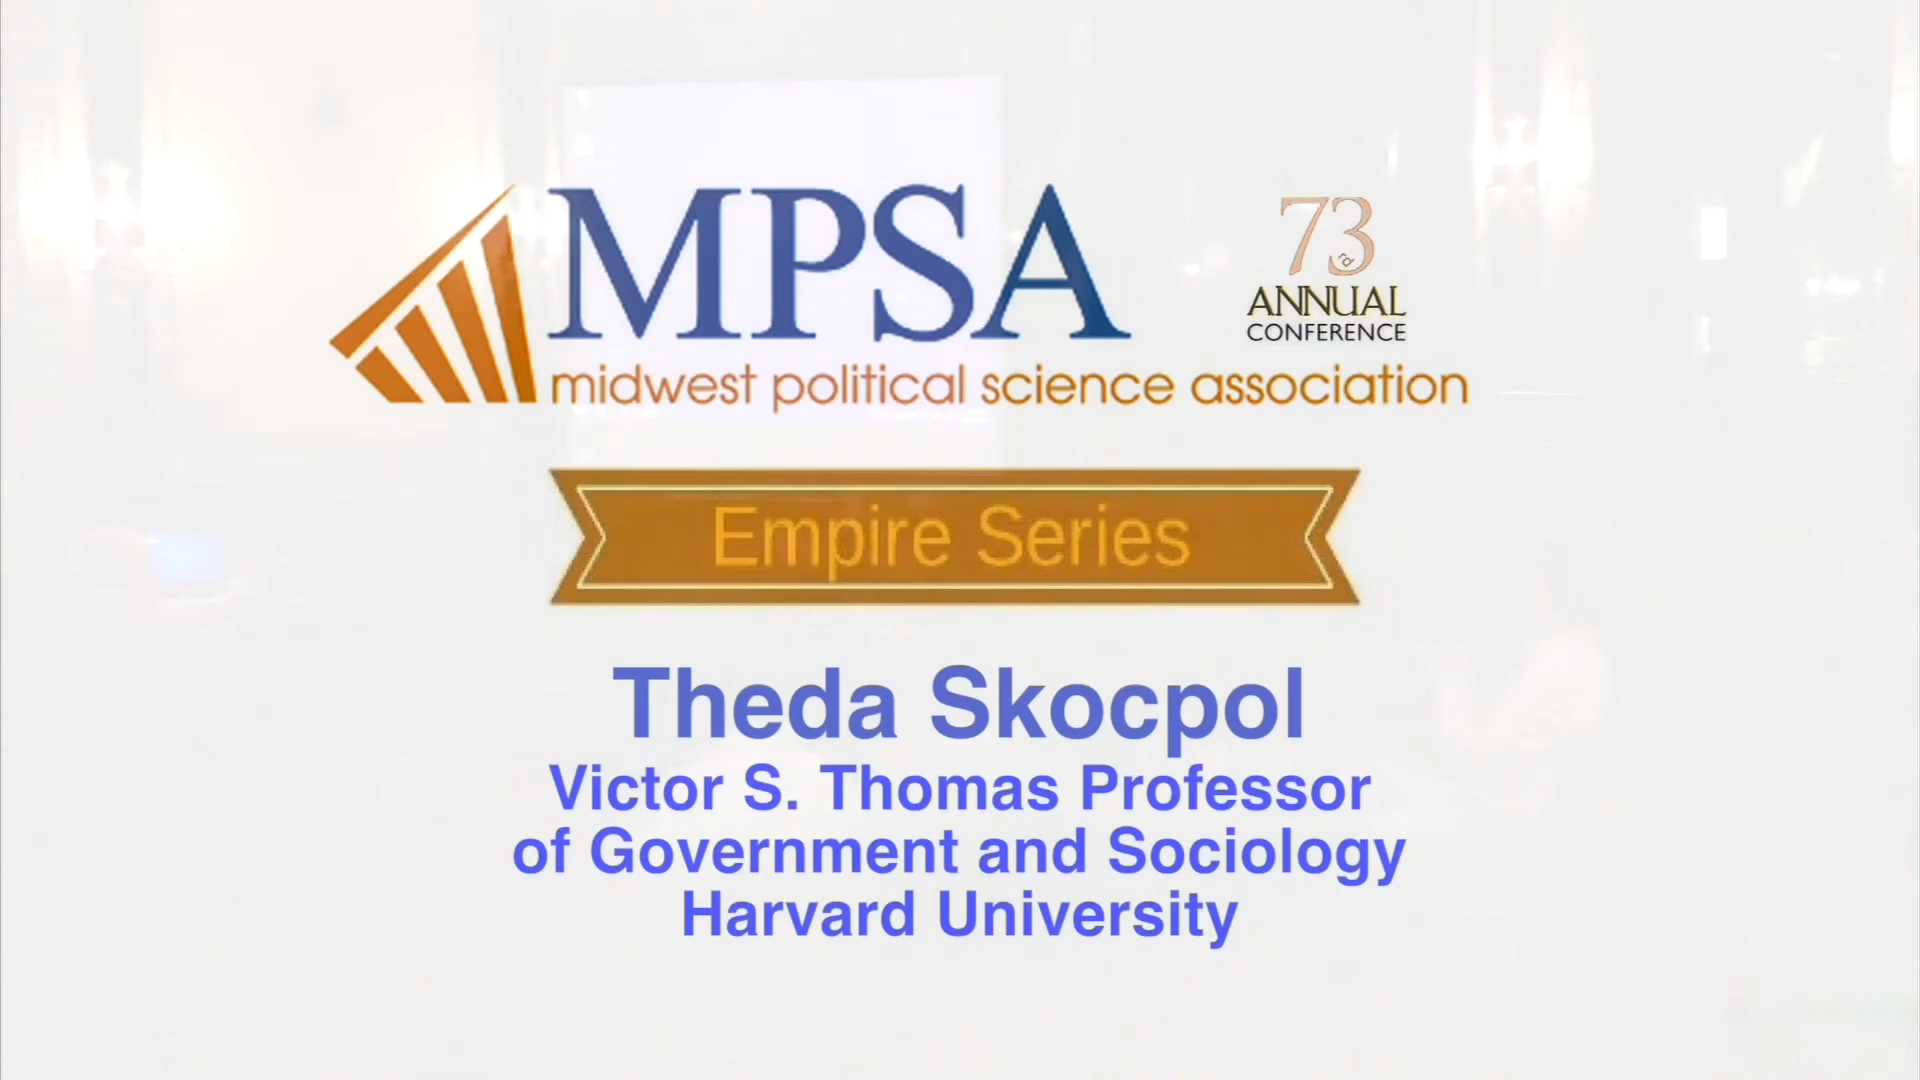 MPSA
midwest political science association
73rd
ANNUAL
CONFERENCE
Empire Series
Theda Skocpol
Victor S. Thomas Professor
of Government and Sociology
Harvard University